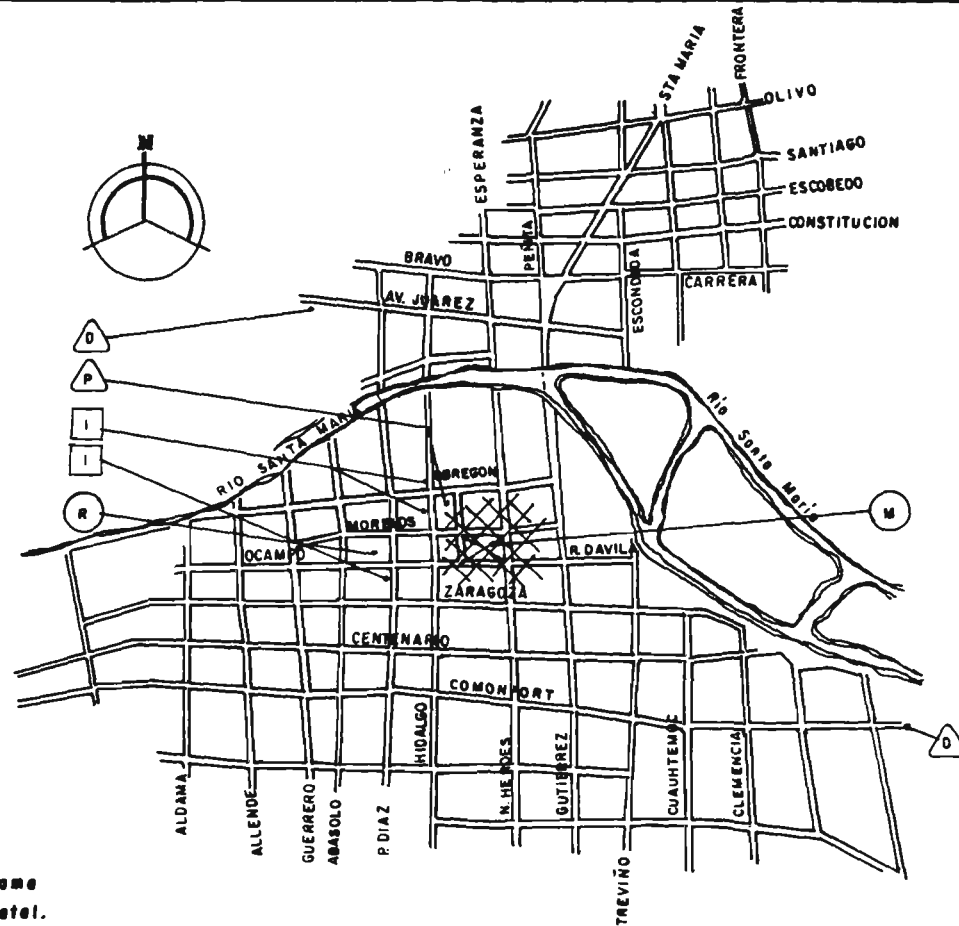 FRONTERA
STA MARIA
OLIVO
ESPERANZA
SANTIAGO
N
ESCOBEDO
CONSTITUCION
BRAVO
ESCONDIDA
CARRERA
AV. JUAREZ
D
P
I
I
RIO SANTA MARIA
Rio Santa Maria
OBREGON
R
MORELOS
M
OCAMPO
R. DAVILA
ZARAGOZA
CENTENARIO
COMONFORT
HIDALGO
N. HEROES
GUTIERREZ
CUAUHTEMOC
CLEMENCIA
D
ALDAMA
ALLENDE
GUERRERO
ABASOLO
P. DIAZ
TREVIÑO